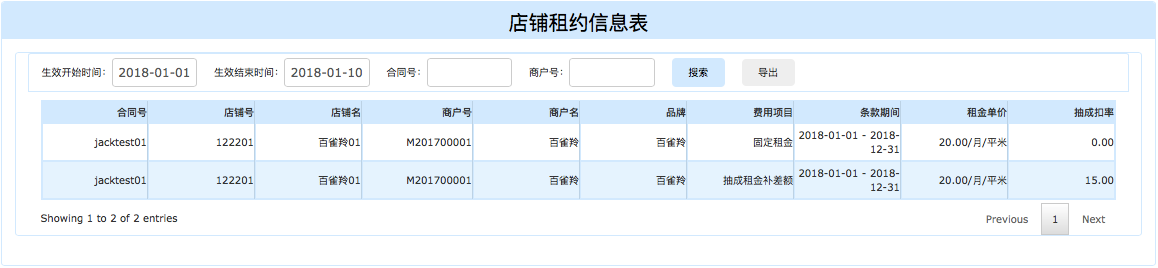 店铺租约信息表
生效开始时间: 2018-01-01 生效结束时间: 2018-01-10 合同号: 商户号: 搜索 导出
合同号 店铺号 店铺名 商户号 商户名 品牌 费用项目 条款期间 租金单价 抽成扣率
jacktest01 122201 百雀羚01 M201700001 百雀羚 百雀羚 固定租金 2018-01-01 - 2018-12-31 20.00/月/平米 0.00
jacktest01 122201 百雀羚01 M201700001 百雀羚 百雀羚 抽成租金补差额 2018-01-01 - 2018-12-31 20.00/月/平米 15.00
Showing 1 to 2 of 2 entries Previous 1 Next